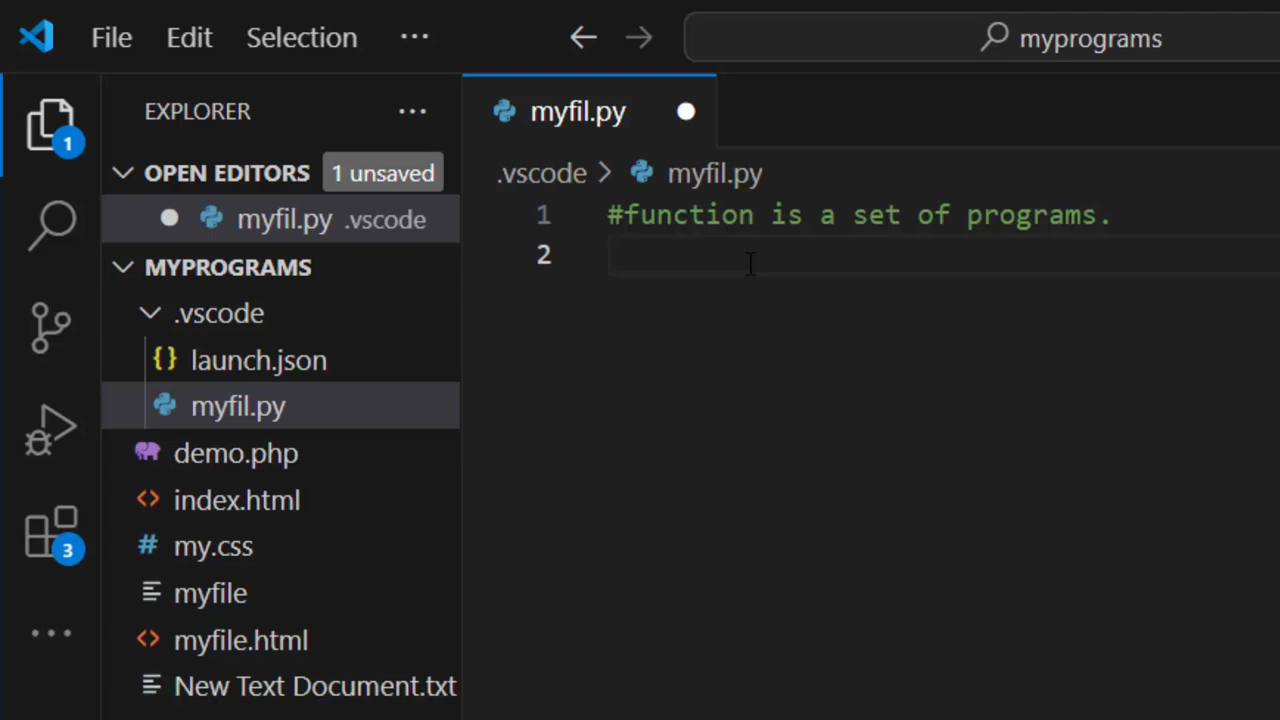 File Edit Selection ··· myprograms
EXPLORER ···
myfil.py
OPEN EDITORS 1 unsaved
.vscode > myfil.py
myfil.py .vscode
1 #function is a set of programs.
2
MYPROGRAMS
.vscode
{} launch.json
myfil.py
demo.php
<> index.html
# my.css
myfile
<> myfile.html
New Text Document.txt
1
3